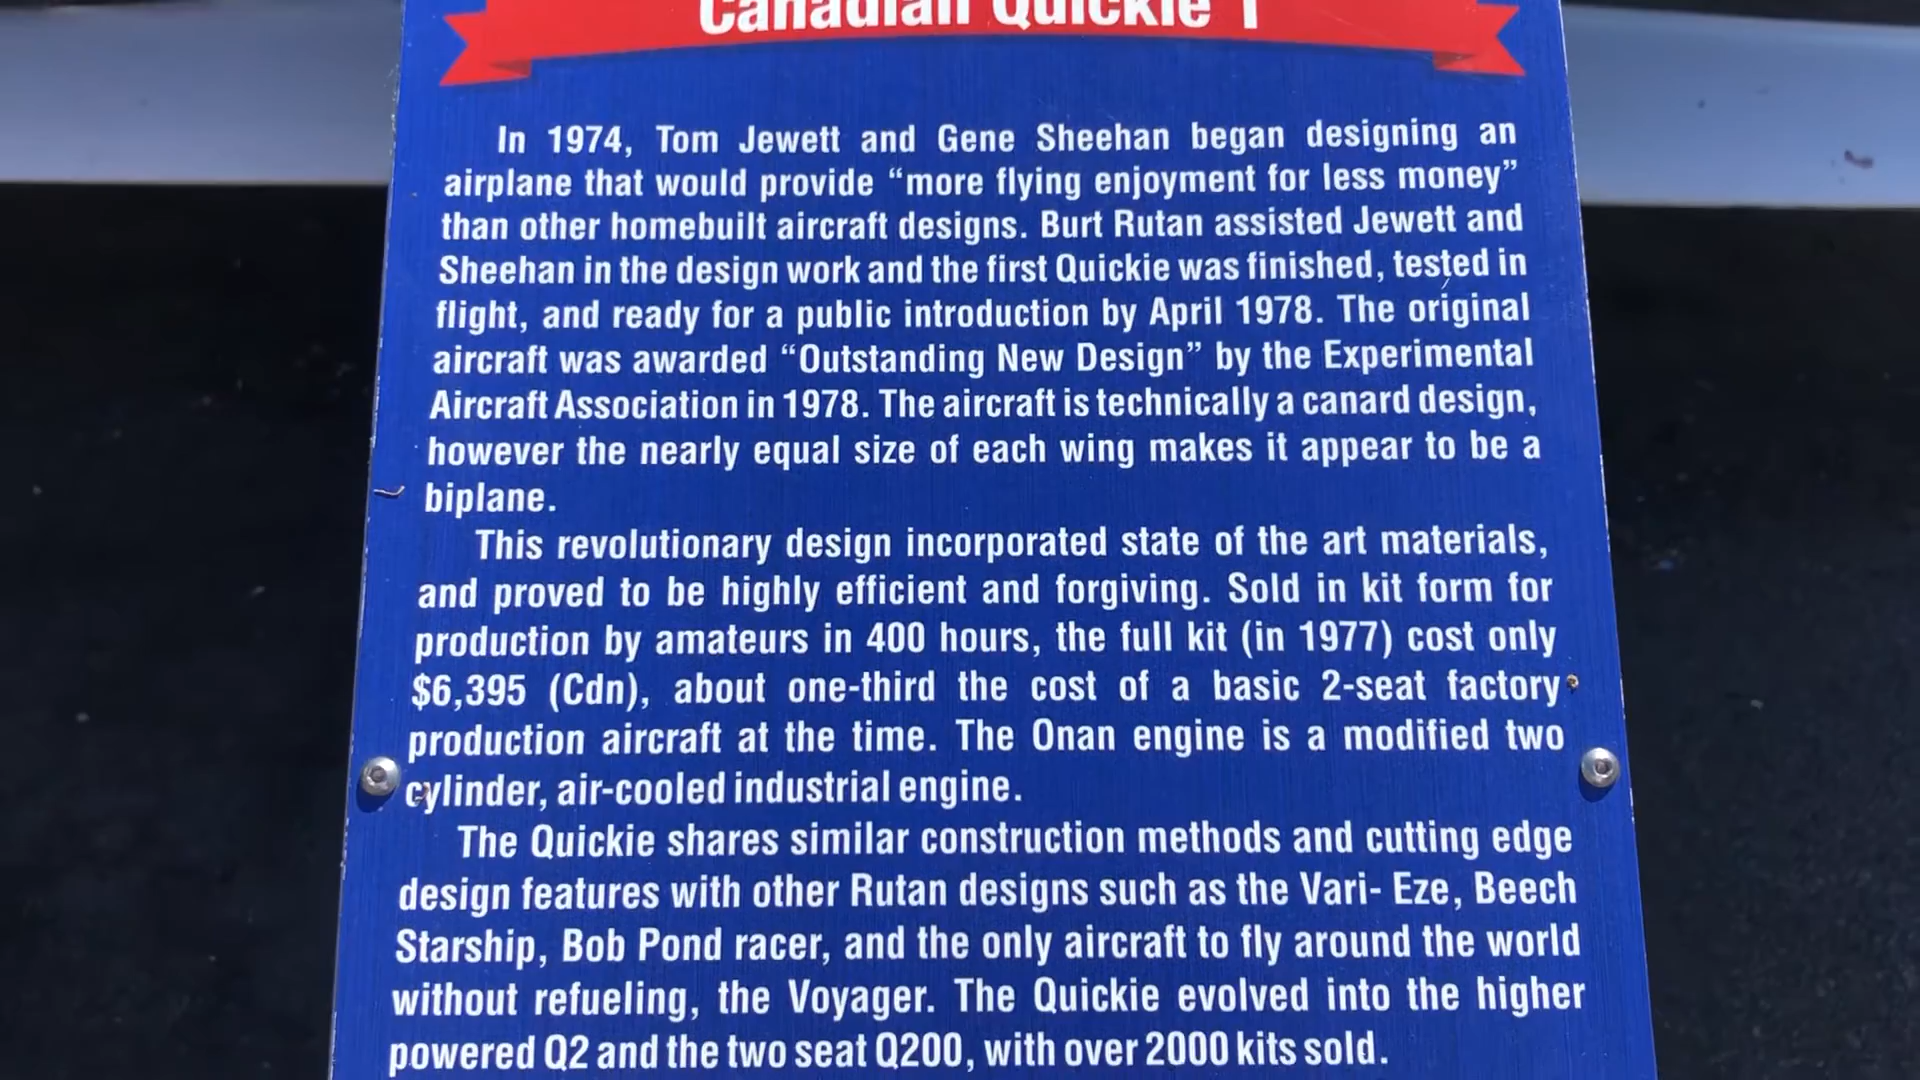 Canadian Quickie 1
In 1974, Tom Jewett and Gene Sheehan began designing an
airplane that would provide “more flying enjoyment for less money”
than other homebuilt aircraft designs. Burt Rutan assisted Jewett and
Sheehan in the design work and the first Quickie was finished, tested in
flight, and ready for a public introduction by April 1978. The original
aircraft was awarded “Outstanding New Design” by the Experimental
Aircraft Association in 1978. The aircraft is technically a canard design,
however the nearly equal size of each wing makes it appear to be a
biplane.
This revolutionary design incorporated state of the art materials,
and proved to be highly efficient and forgiving. Sold in kit form for
production by amateurs in 400 hours, the full kit (in 1977) cost only
$6,395 (Cdn), about one-third the cost of a basic 2-seat factory
production aircraft at the time. The Onan engine is a modified two
cylinder, air-cooled industrial engine.
The Quickie shares similar construction methods and cutting edge
design features with other Rutan designs such as the Vari- Eze, Beech
Starship, Bob Pond racer, and the only aircraft to fly around the world
without refueling, the Voyager. The Quickie evolved into the higher
powered Q2 and the two seat Q200, with over 2000 kits sold.